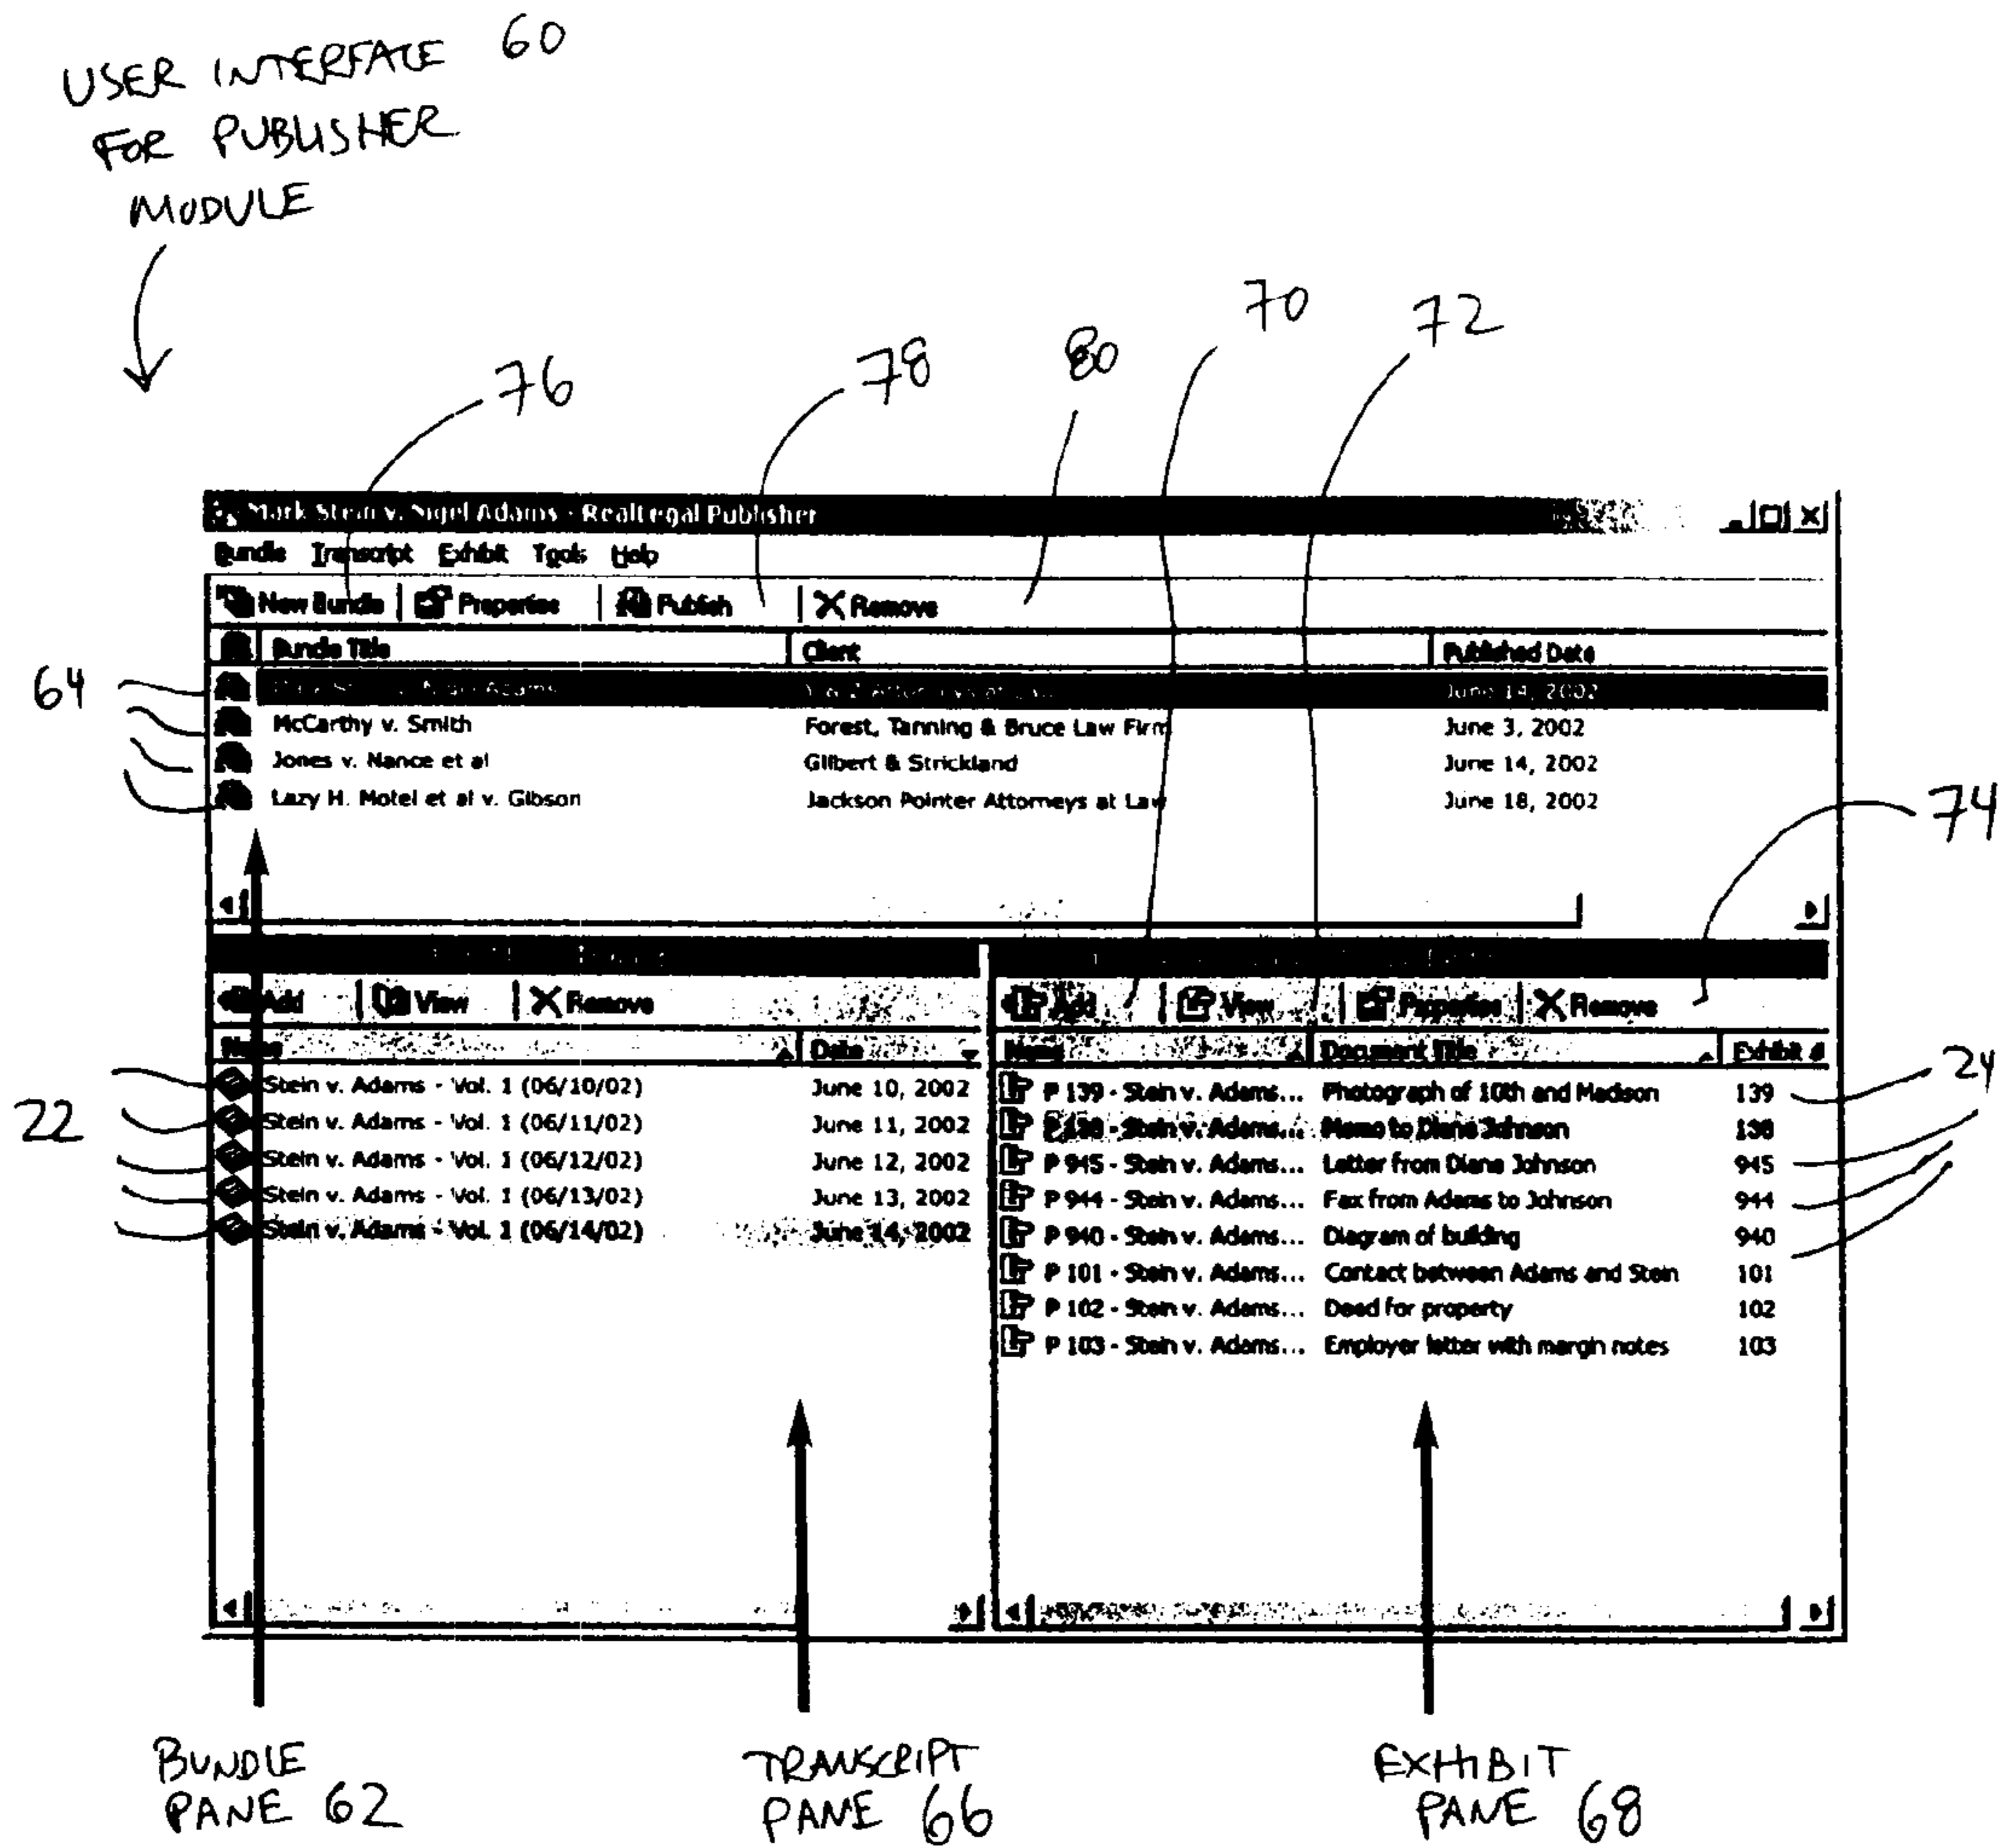 USER INTERFACE 60
FOR PUBLISHER
MODULE
70
72
76
78
80
Mark Stein v. Nigel Adams - RealLegal Publisher
Bundle Transcript Exhibit Tools Help
New Bundle Properties Publish Remove
Bundle Title Client Published Date
64
Adams June 14, 2002
McCarthy v. Smith Forest, Tanning & Bruce Law Firm June 3, 2002
Jones v. Nance et al Gilbert & Strickland June 14, 2002
Lazy H. Motel et al v. Gibson Jackson Pointer Attorneys at Law June 18, 2002
74
Add View Remove
Add View Properties Remove
Name Date
Name Document Title Exhibit #
22
Stein v. Adams - Vol. 1 (06/10/02) June 10, 2002
Stein v. Adams - Vol. 1 (06/11/02) June 11, 2002
Stein v. Adams - Vol. 1 (06/12/02) June 12, 2002
Stein v. Adams - Vol. 1 (06/13/02) June 13, 2002
Stein v. Adams - Vol. 1 (06/14/02) June 14, 2002
24
P 139 - Stein v. Adams... Photograph of 10th and Madison 139
Stein v. Adams... Memo to Diane Johnson 138
P 945 - Stein v. Adams... Letter from Diane Johnson 945
P 944 - Stein v. Adams... Fax from Adams to Johnson 944
P 940 - Stein v. Adams... Diagram of building 940
P 101 - Stein v. Adams... Contact between Adams and Stein 101
P 102 - Stein v. Adams... Deed for property 102
P 103 - Stein v. Adams... Employer letter with margin notes 103
BUNDLE
PANE 62
TRANSCRIPT
PANE 66
EXHIBIT
PANE 68